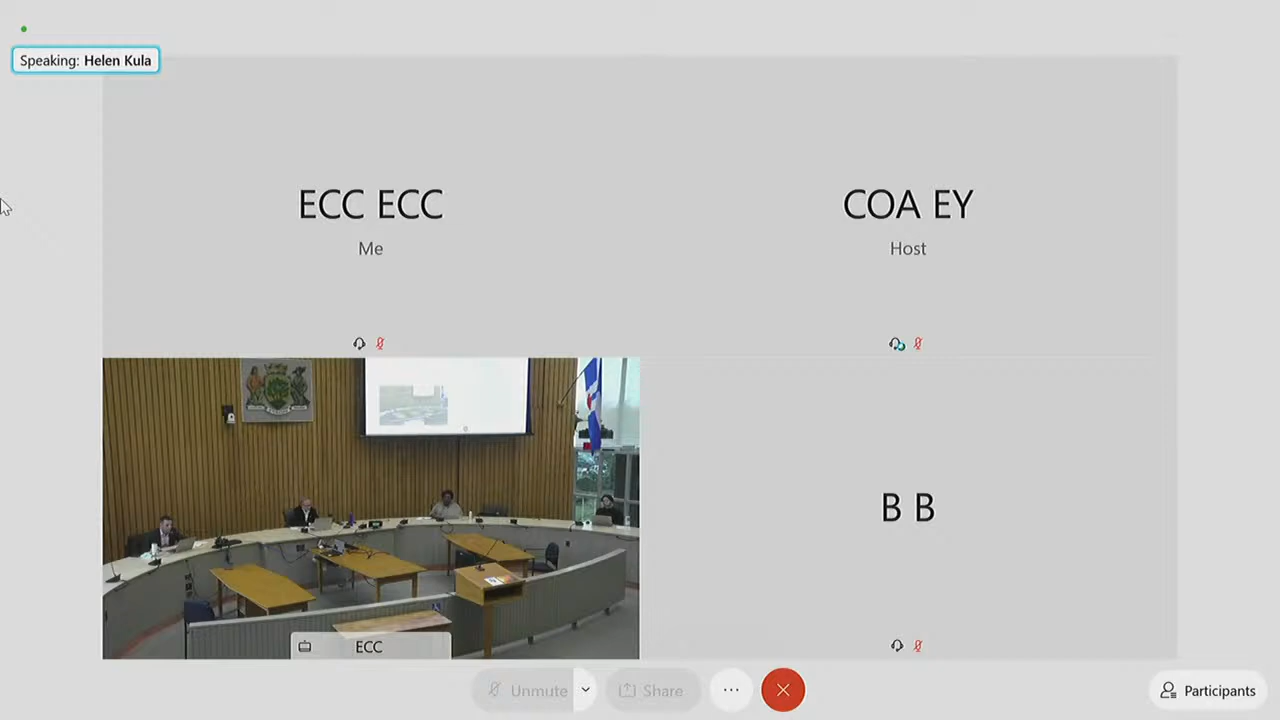 Speaking: Helen Kula
ECC ECC
Me
COA EY
Host
ECC
B B
Unmute
Share
Participants